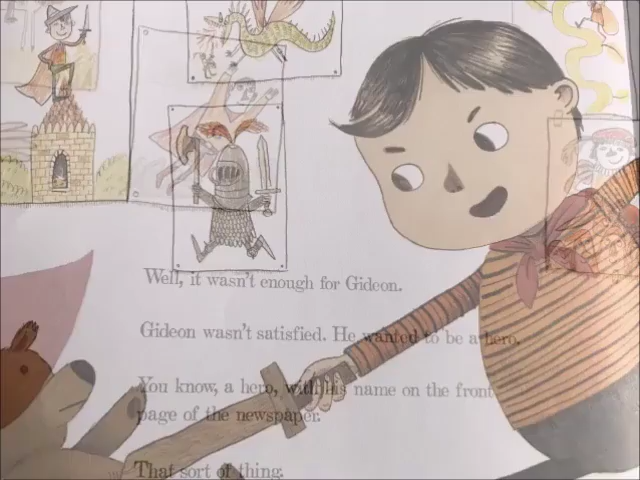 Well, it wasn't enough for Gideon.
Gideon wasn't satisfied. He wanted to be a hero.
You know, a hero, with his name on the front
page of the newspaper.
That sort of thing.